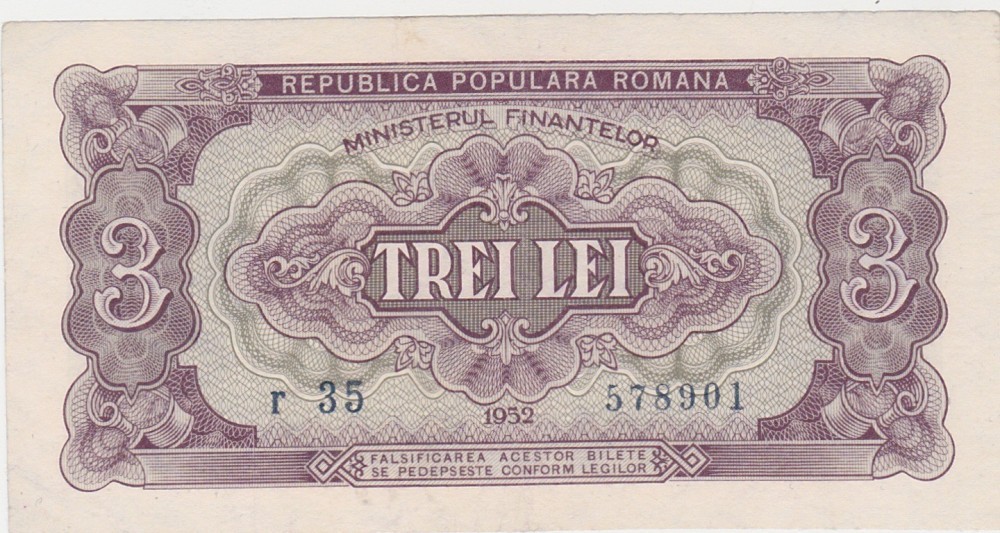 REPUBLICA POPULARA ROMANA
MINISTERUL FINANTELOR
3
TREI LEI
3
r 35
1952
578901
FALSIFICAREA ACESTOR BILETE
SE PEDEPSESTE CONFORM LEGILOR